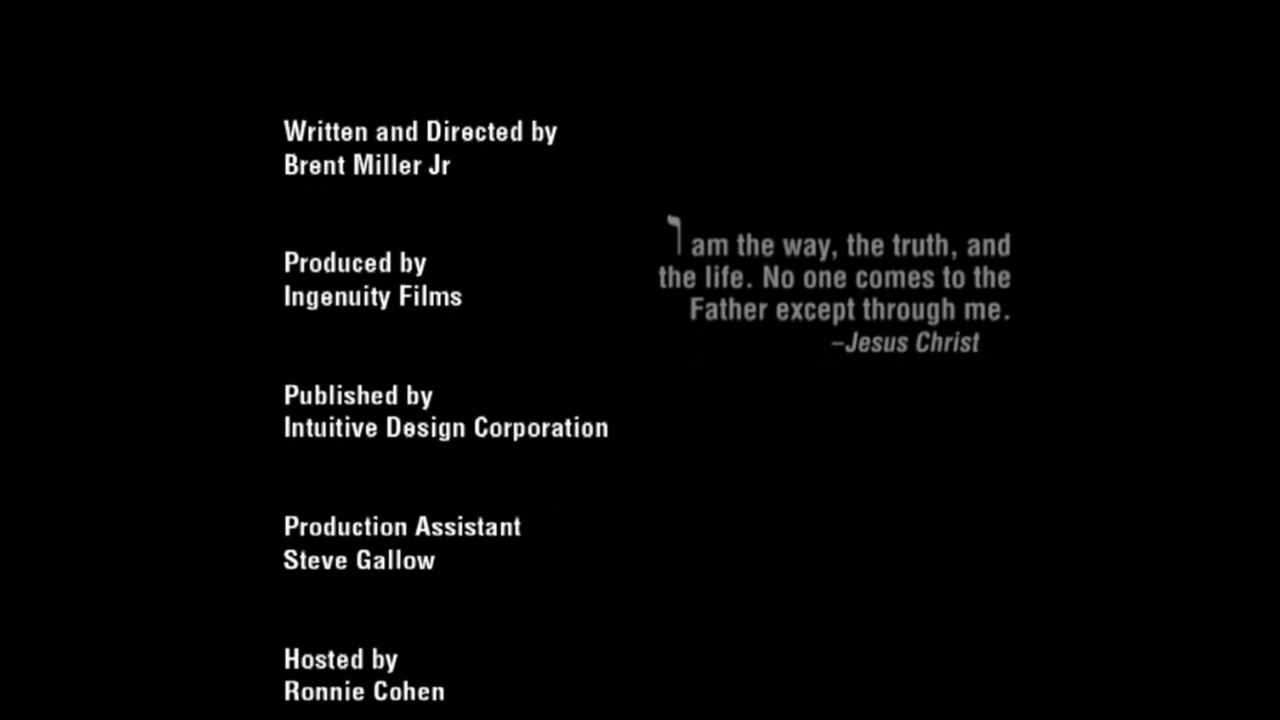 Written and Directed by
Brent Miller Jr
Produced by
Ingenuity Films
Published by
Intuitive Design Corporation
Production Assistant
Steve Gallow
Hosted by
Ronnie Cohen
I am the way, the truth, and
the life. No one comes to the
Father except through me.
–Jesus Christ